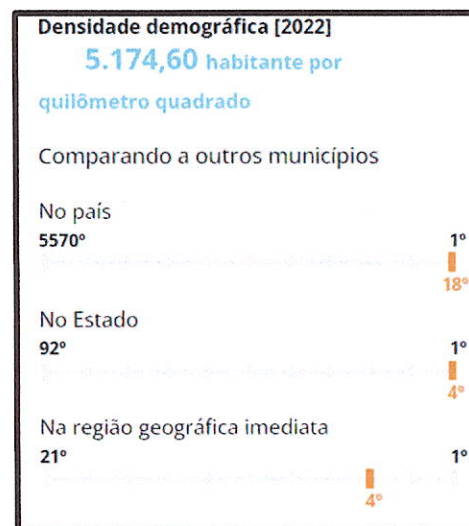 Densidade demográfica [2022]
5.174,60 habitante por
quilômetro quadrado
Comparando a outros municípios
No país
5570º 1º
18º
No Estado
92º 1º
4º
Na região geográfica imediata
21º 1º
4º